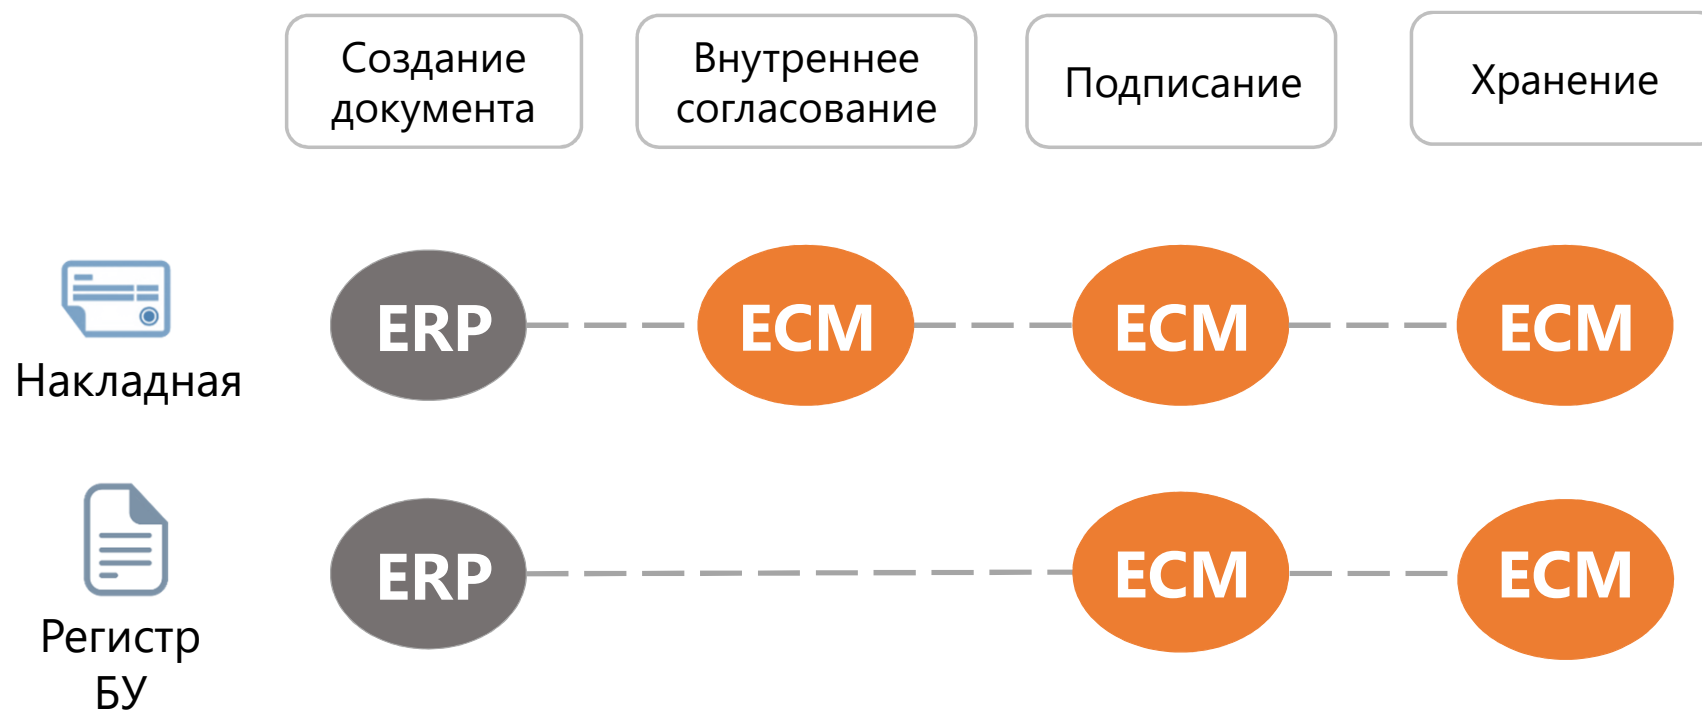 Создание
документа
Внутреннее
согласование
Подписание
Хранение
Накладная
ERP
ECM
ECM
ECM
Регистр
БУ
ERP
ECM
ECM